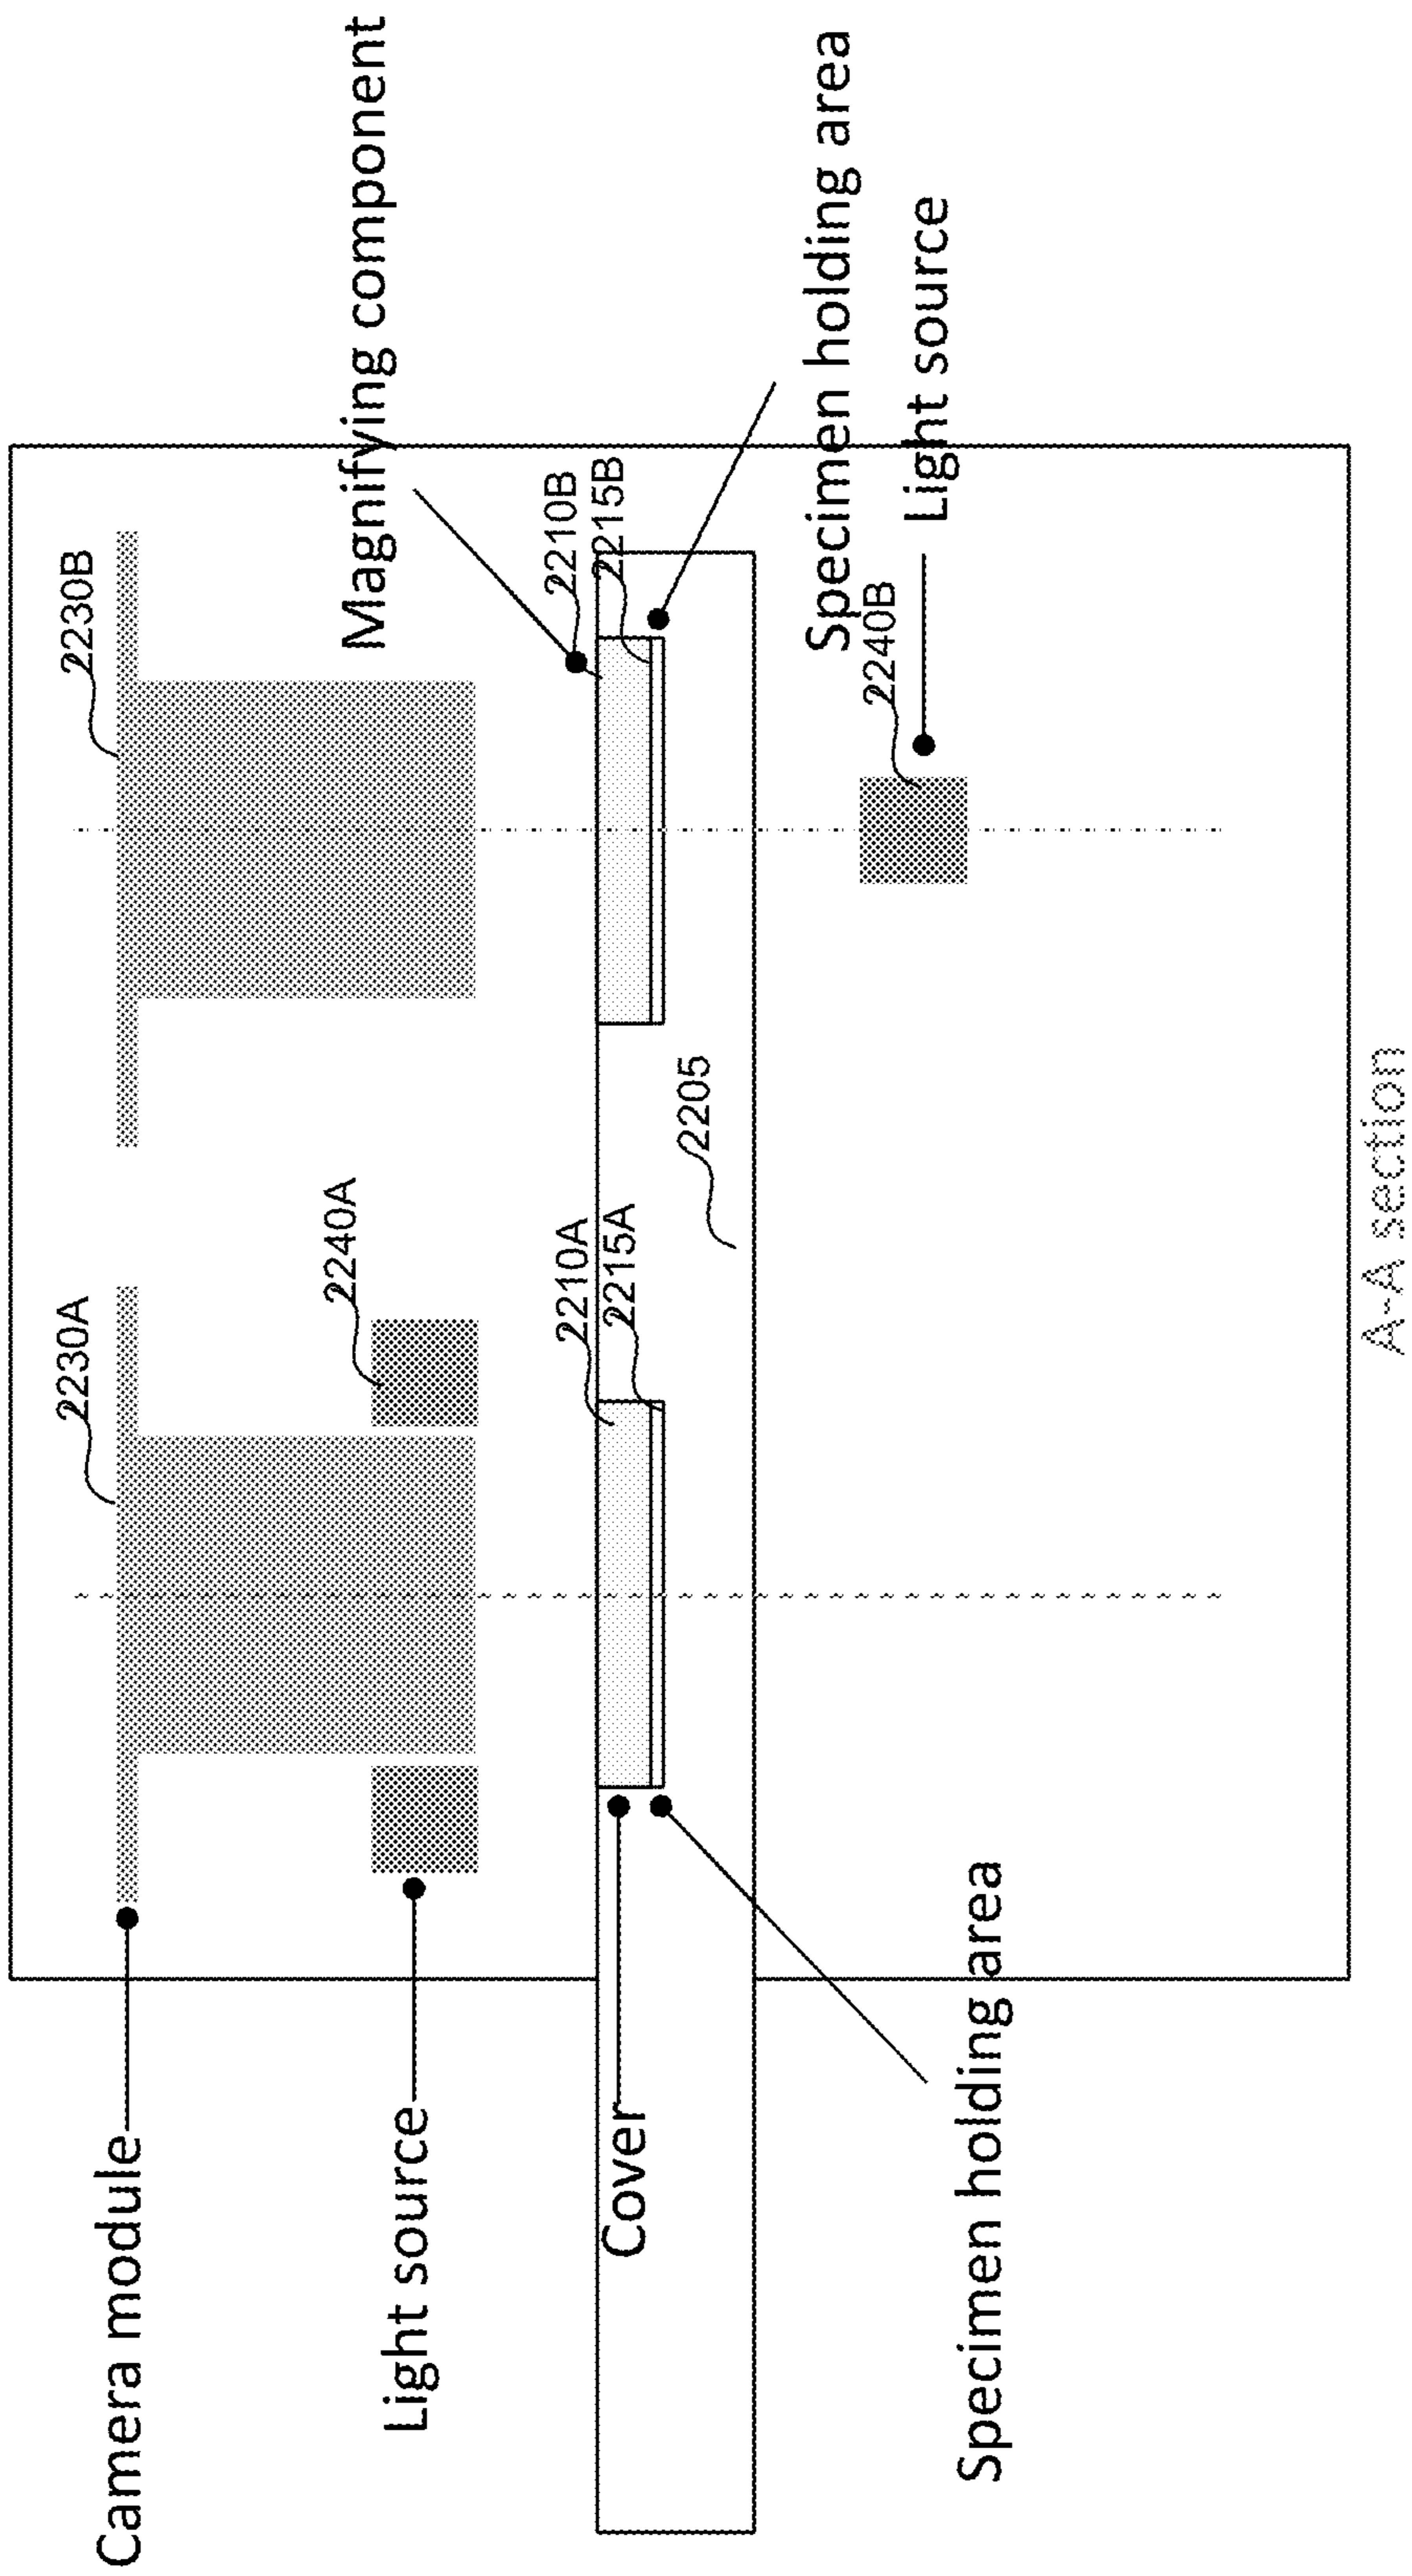 Camera module
2230A
2230B
Light source
2240A
Magnifying component
Cover
2210A
2215A
2210B
2215B
2205
Specimen holding area
Specimen holding area
2240B
Light source
A-A section